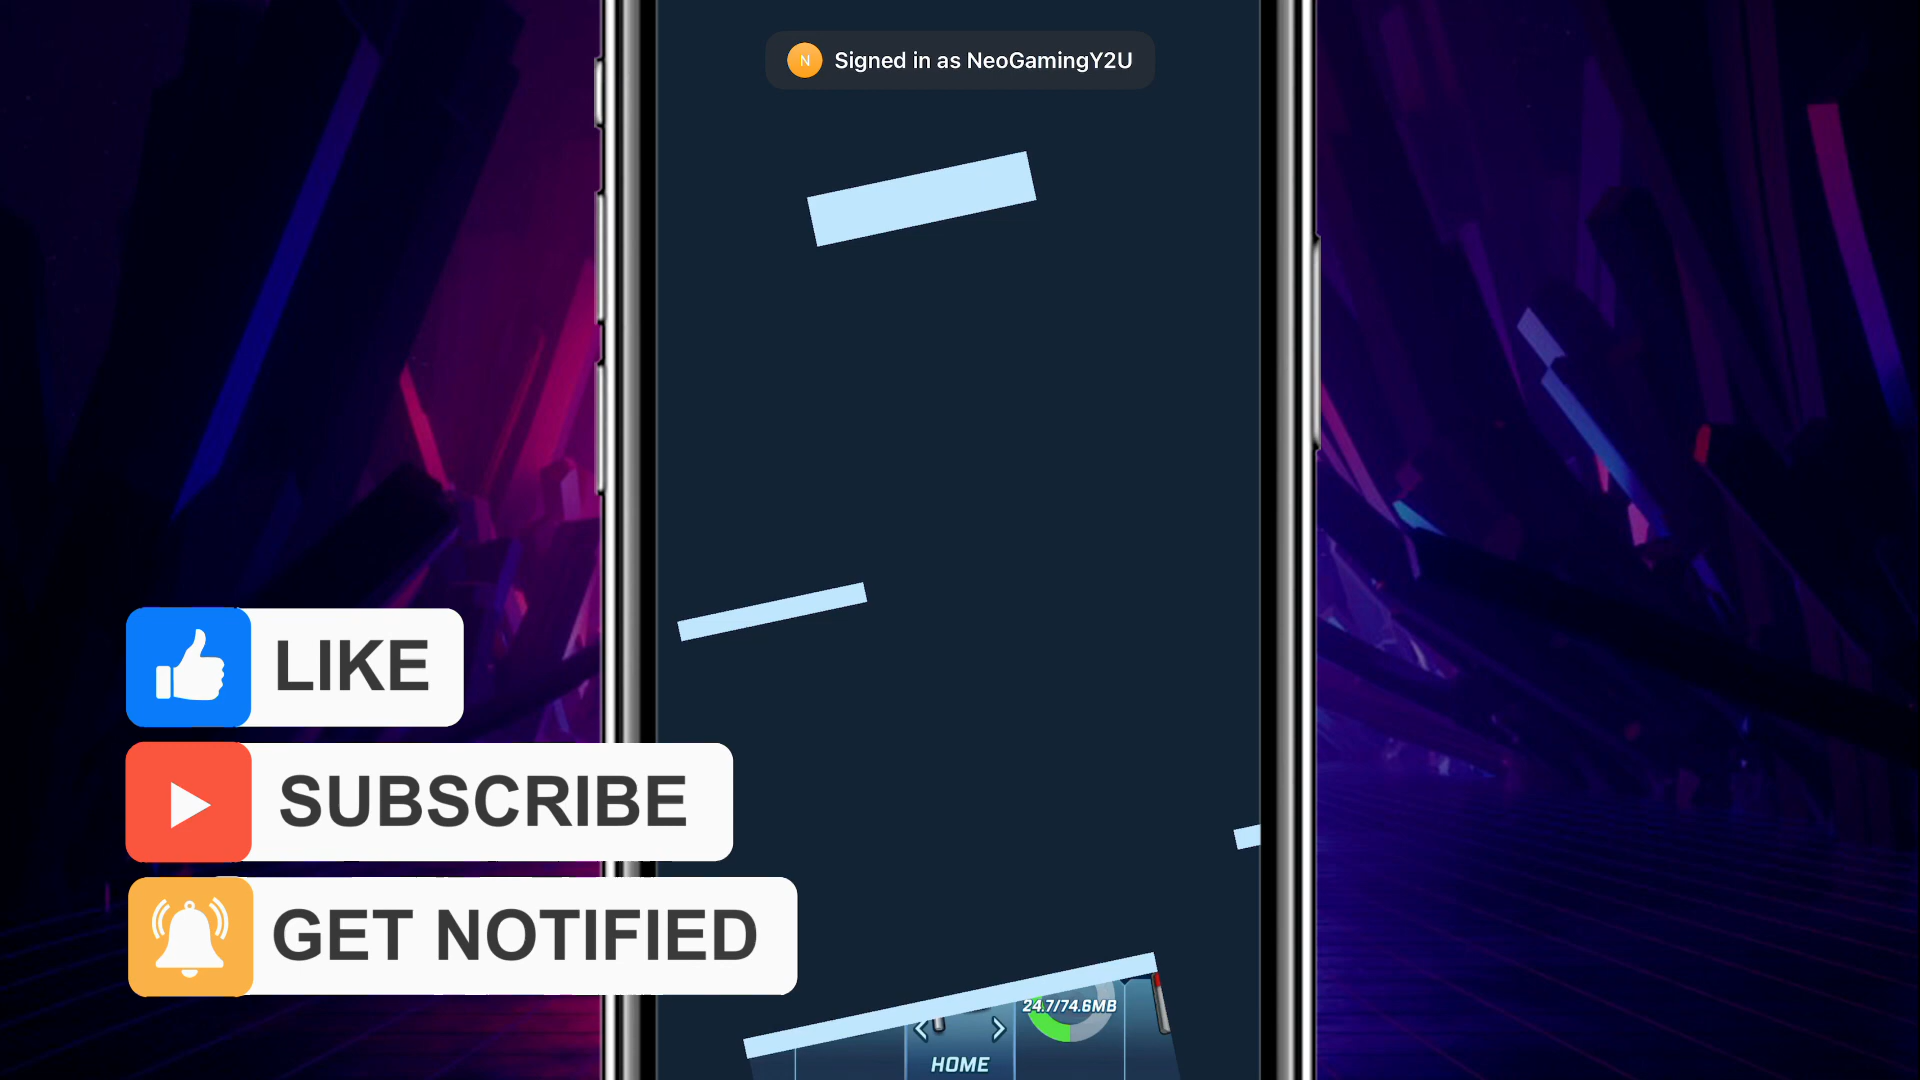 N
Signed in as NeoGamingY2U
LIKE
SUBSCRIBE
GET NOTIFIED
24.7/74.6MB
HOME